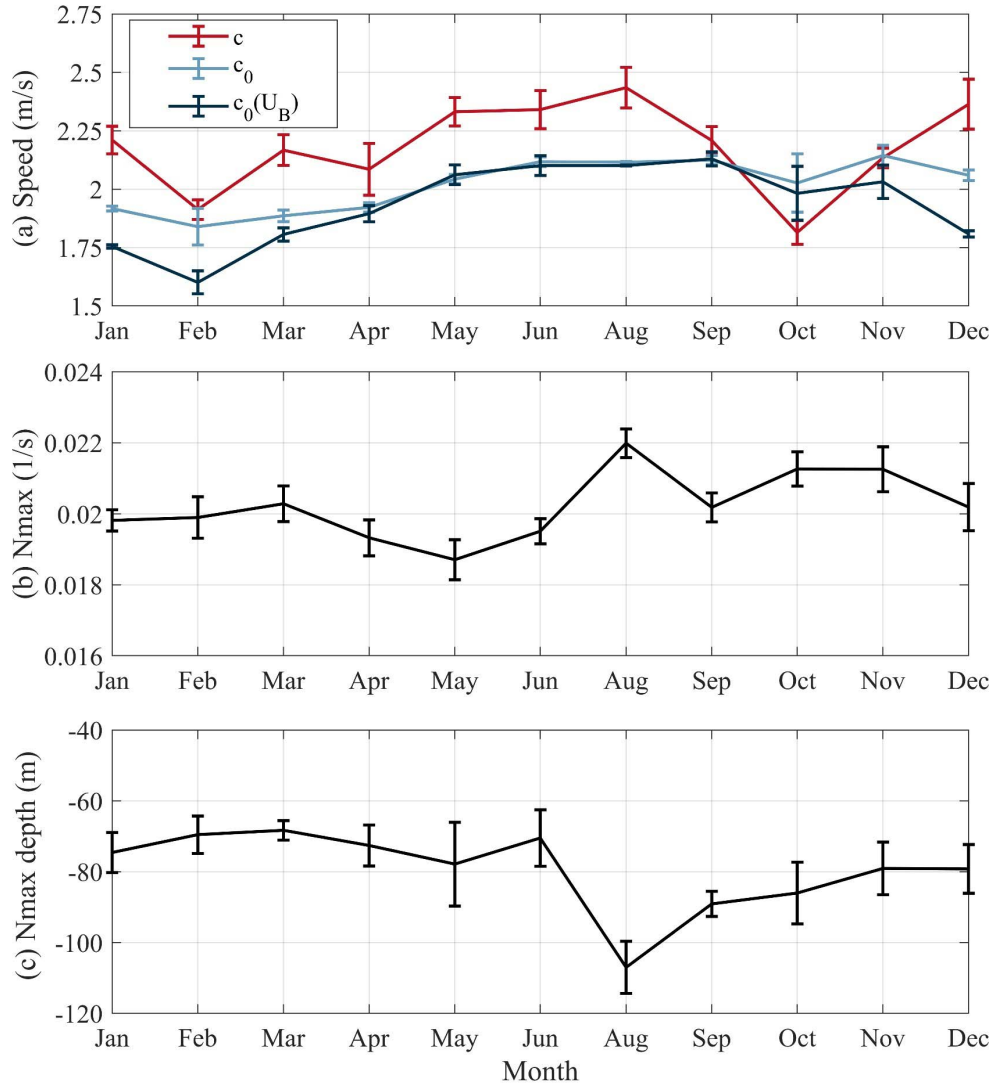 (a) Speed (m/s)
2.75
2.5
2.25
2
1.75
1.5
c
c₀
c₀(U_B)
Jan Feb Mar Apr May Jun Aug Sep Oct Nov Dec
(b) Nmax (1/s)
0.024
0.022
0.02
0.018
0.016
Jan Feb Mar Apr May Jun Aug Sep Oct Nov Dec
(c) Nmax depth (m)
-40
-60
-80
-100
-120
Jan Feb Mar Apr May Jun Aug Sep Oct Nov Dec
Month